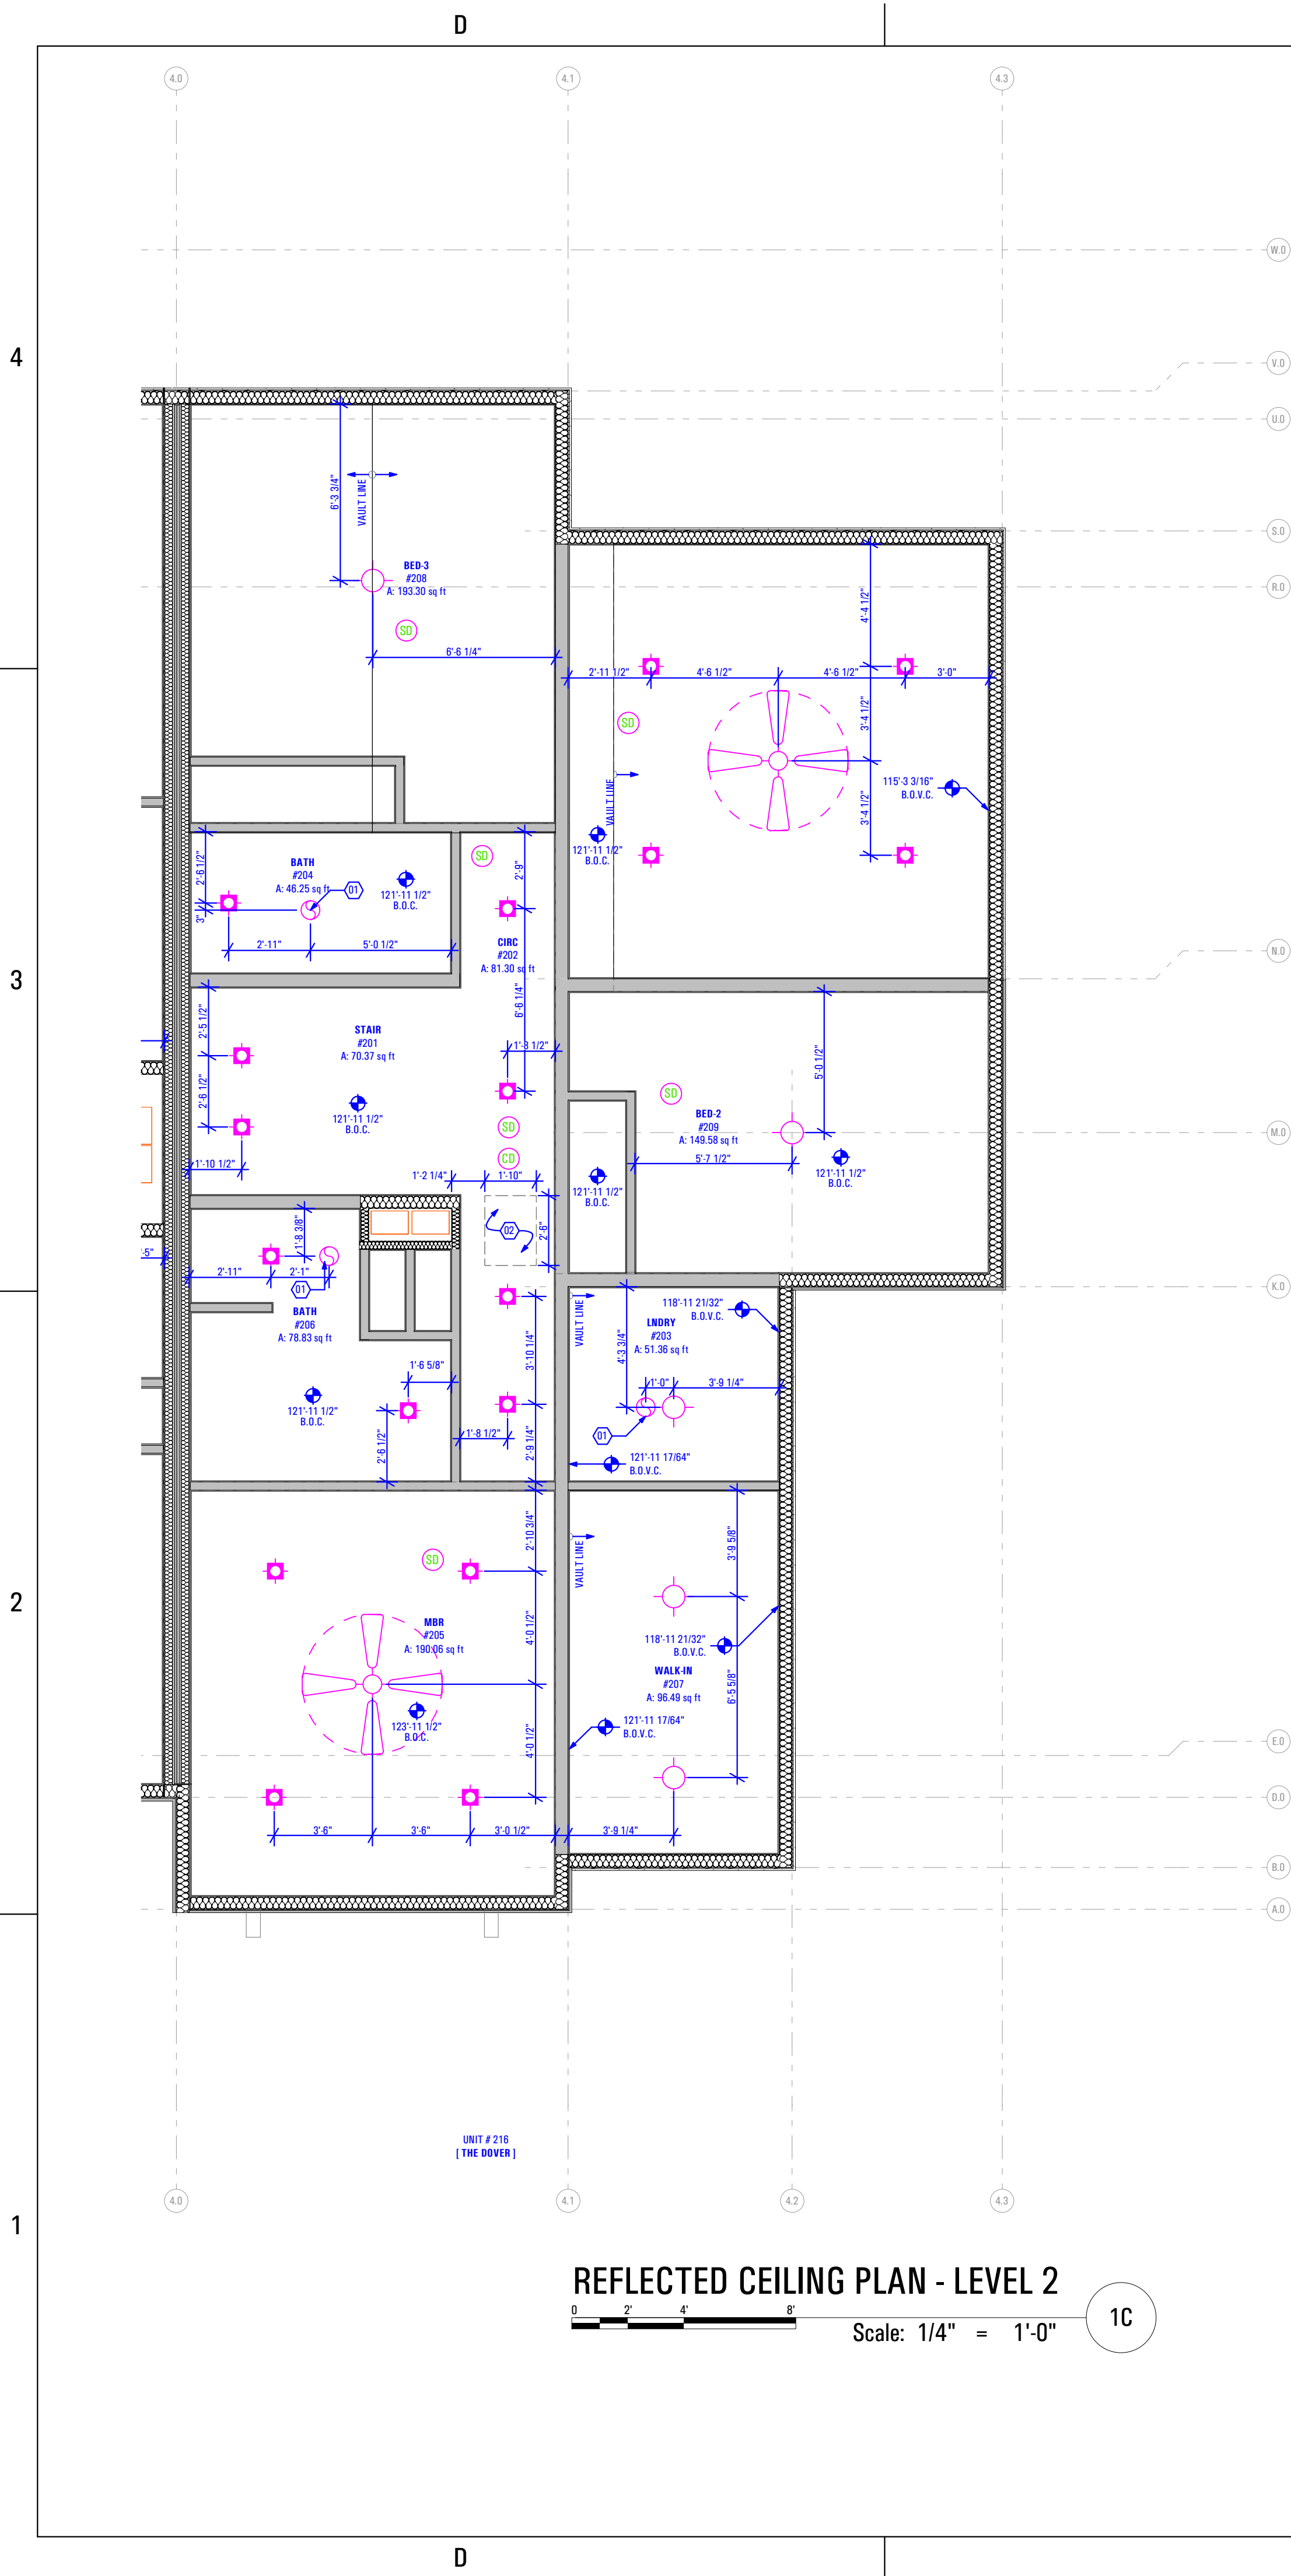 D
4.0
4.1
4.3
W.0
4
V.0
U.0
6'-3 3/4"
VAULT LINE
S.0
BED-3
#208
A: 193.30 sq ft
R.0
4'-4 1/2"
SD
6'-6 1/4"
2'-11 1/2"
4'-6 1/2"
4'-6 1/2"
3'-0"
SD
3'-4 1/2"
115'-3 3/16"
B.O.V.C.
VAULT LINE
3'-4 1/2"
121'-11 1/2"
B.O.C.
2'-6 1/2"
BATH
#204
A: 46.25 sq ft
01
121'-11 1/2"
B.O.C.
SD
2'-9"
3"
2'-11"
5'-0 1/2"
CIRC
#202
A: 81.30 sq ft
N.0
3
6'-6 1/4"
2'-5 1/2"
STAIR
#201
A: 70.37 sq ft
1'-8 1/2"
5'-0 1/2"
2'-6 1/2"
121'-11 1/2"
B.O.C.
SD
SD
CD
BED-2
#209
A: 149.58 sq ft
M.0
5'-7 1/2"
1'-10 1/2"
1'-2 1/4"
1'-10"
121'-11 1/2"
B.O.C.
121'-11 1/2"
B.O.C.
1'-8 3/8"
02
2'-6"
-5"
2'-11"
2'-1"
01
K.0
BATH
#206
A: 78.83 sq ft
VAULT LINE
118'-11 21/32"
B.O.V.C.
LNDRY
#203
A: 51.36 sq ft
4'-3 3/4"
3'-10 1/4"
1'-6 5/8"
1'-0"
3'-9 1/4"
121'-11 1/2"
B.O.C.
01
1'-8 1/2"
2'-9 1/4"
2'-6 1/2"
121'-11 17/64"
B.O.V.C.
2'-10 3/4"
VAULT LINE
3'-9 5/8"
SD
2
MBR
#205
A: 190.06 sq ft
4'-0 1/2"
118'-11 21/32"
B.O.V.C.
WALK-IN
#207
A: 96.49 sq ft
6'-5 5/8"
123'-11 1/2"
B.O.C.
121'-11 17/64"
B.O.V.C.
4'-0 1/2"
E.0
D.0
3'-6"
3'-6"
3'-0 1/2"
3'-9 1/4"
B.0
A.0
UNIT # 216
[ THE DOVER ]
4.0
4.1
4.2
4.3
1
REFLECTED CEILING PLAN - LEVEL 2
0 2' 4' 8'
Scale: 1/4" = 1'-0"
1C
D